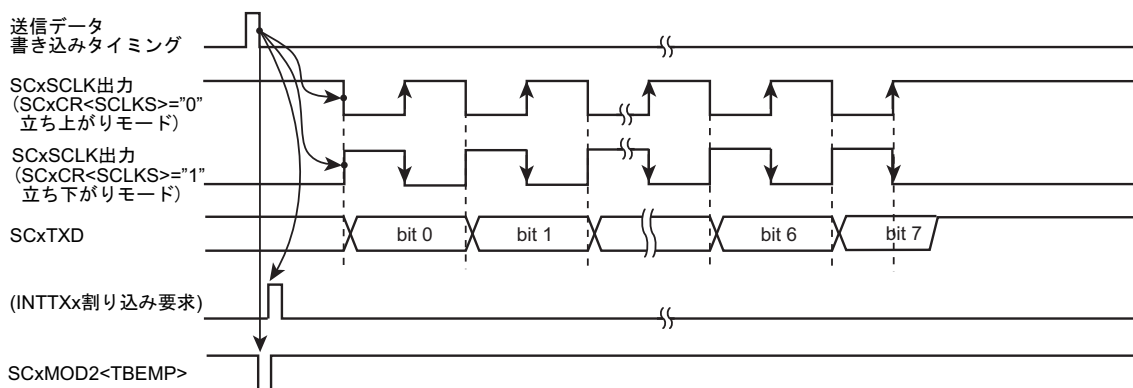 送信データ
書き込みタイミング
SCxSCLK出力
(SCxCR<SCLKS>="0"
立ち上がりモード)
SCxSCLK出力
(SCxCR<SCLKS>="1"
立ち下がりモード)
SCxTXD
bit 0
bit 1
bit 6
bit 7
(INTTXx割り込み要求)
SCxMOD2<TBEMP>